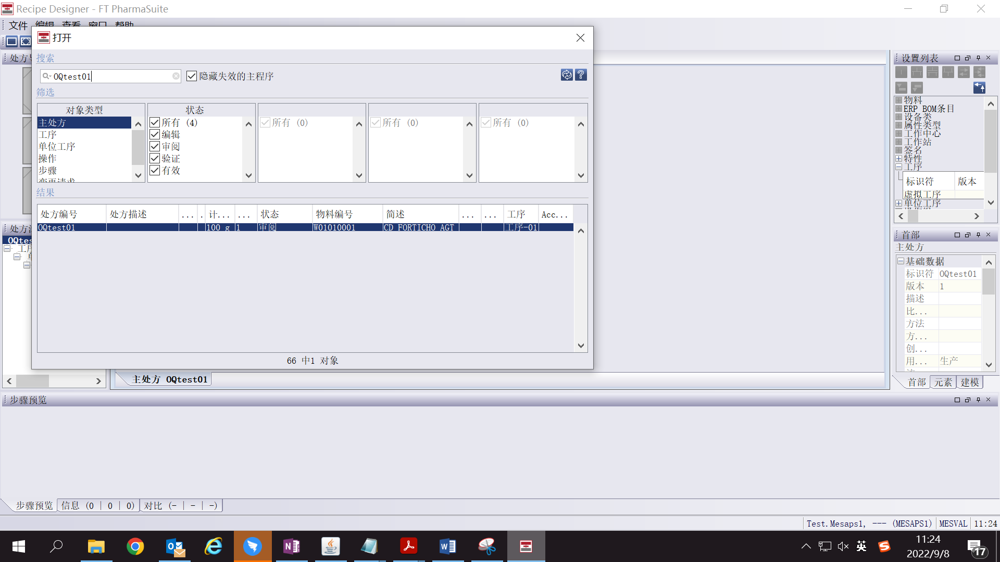 Recipe Designer - FT PharmaSuite
文件 编辑 查看 窗口 帮助
打开
搜索
OQtest01
隐藏失效的主程序
筛选
对象类型
主处方
工序
单位工序
操作
步骤
变更请求
状态
所有 (4)
编辑
审阅
验证
有效
所有 (0)
所有 (0)
所有 (0)
结果
处方编号 处方描述 ... . 计... ... 状态 物料编号 简述 ... ... 工序 Acc...
OQtest01 100 g 1 审阅 W01010001 CD FORTICHO AGT 工序-01
66 中1 对象
处方
处方
OQtes
工序
主处方 OQtest01
设置列表
物料
ERP BOM条目
设备类
属性类型
工作中心
工作站
签名
特性
工序
标识符 版本
虚拟工序
单位工序
首部
主处方
基础数据
标识符 OQtest01
版本 1
描述
比...
方法
方...
创...
用... 生产
首部 元素 建模
步骤预览
步骤预览 信息 (0 | 0 | 0) 对比 (- | - | -)
Test.Mesaps1, --- (MESAPS1) MESVAL 11:24
英
11:24
2022/9/8
17